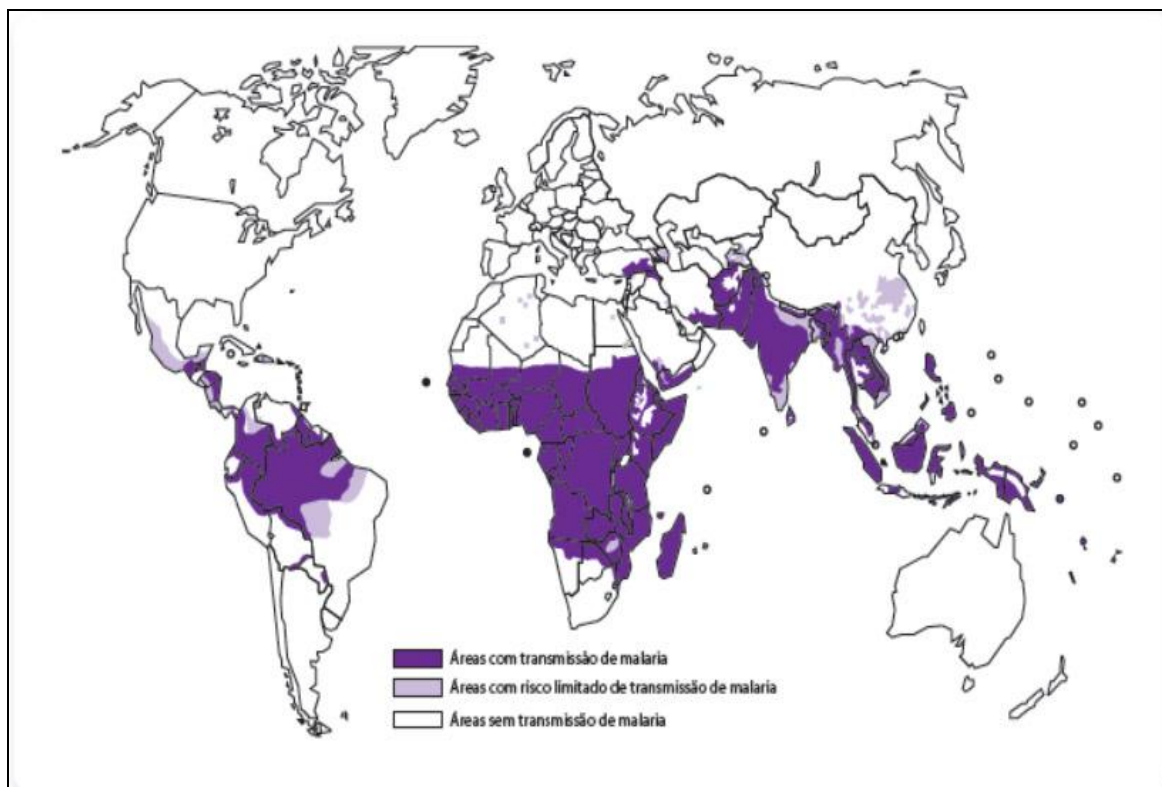 Áreas com transmissão de malaria
Áreas com risco limitado de transmissão de malaria
Áreas sem transmissão de malaria